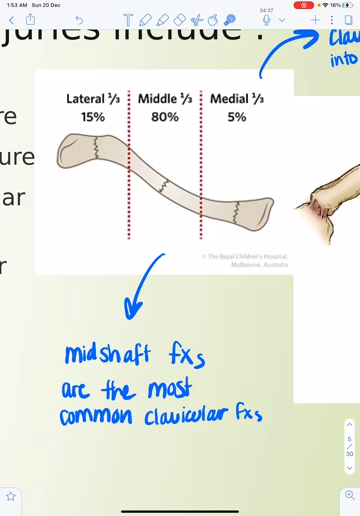 1:53 AM Sun 20 Dec
34:37
16%
juries include :
clav
into
Lateral ⅓ Middle ⅓ Medial ⅓
15% 80% 5%
re
ure
ar
r
© The Royal Children's Hospital,
Melbourne, Australia
midshaft fxs
are the most
common clavicular fxs
5
30